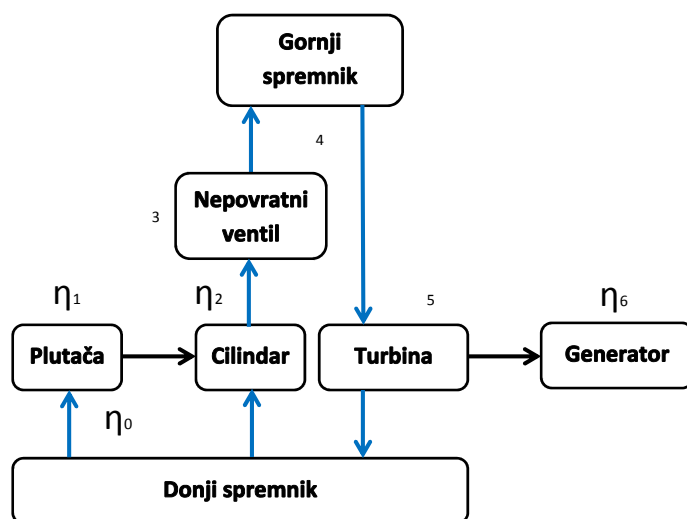 Gornji
spremnik
4
Nepovratni
ventil
3
η1
η2
5
η6
Plutača
Cilindar
Turbina
Generator
η0
Donji spremnik